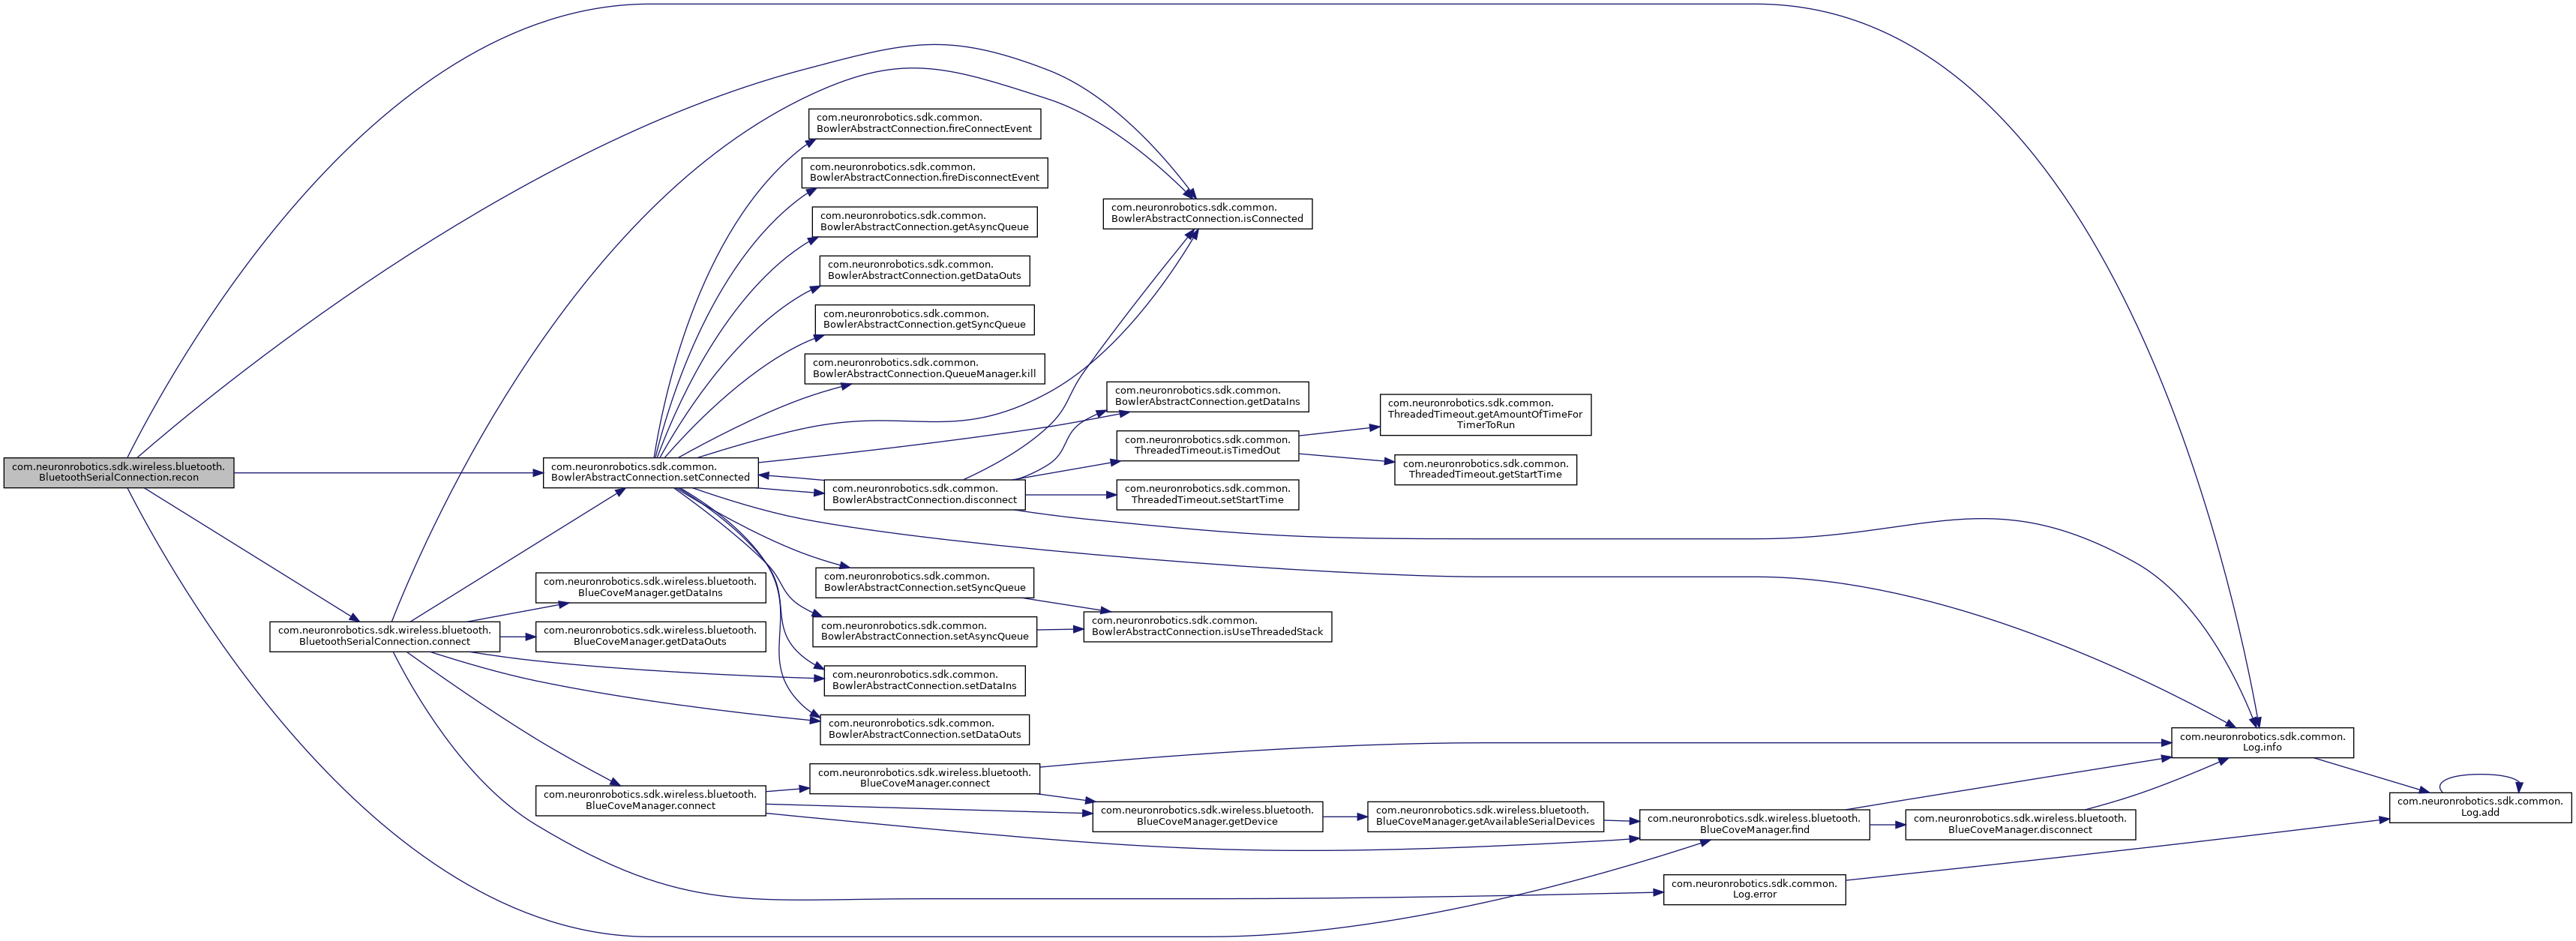 com.neuronrobotics.sdk.wireless.bluetooth.
BluetoothSerialConnection.recon
com.neuronrobotics.sdk.common.
BowlerAbstractConnection.setConnected
com.neuronrobotics.sdk.wireless.bluetooth.
BluetoothSerialConnection.connect
com.neuronrobotics.sdk.wireless.bluetooth.
BlueCoveManager.getDataIns
com.neuronrobotics.sdk.wireless.bluetooth.
BlueCoveManager.getDataOuts
com.neuronrobotics.sdk.wireless.bluetooth.
BlueCoveManager.connect
com.neuronrobotics.sdk.common.
BowlerAbstractConnection.fireConnectEvent
com.neuronrobotics.sdk.common.
BowlerAbstractConnection.fireDisconnectEvent
com.neuronrobotics.sdk.common.
BowlerAbstractConnection.getAsyncQueue
com.neuronrobotics.sdk.common.
BowlerAbstractConnection.getDataOuts
com.neuronrobotics.sdk.common.
BowlerAbstractConnection.getSyncQueue
com.neuronrobotics.sdk.common.
BowlerAbstractConnection.QueueManager.kill
com.neuronrobotics.sdk.common.
BowlerAbstractConnection.disconnect
com.neuronrobotics.sdk.common.
BowlerAbstractConnection.setSyncQueue
com.neuronrobotics.sdk.common.
BowlerAbstractConnection.setAsyncQueue
com.neuronrobotics.sdk.common.
BowlerAbstractConnection.setDataIns
com.neuronrobotics.sdk.common.
BowlerAbstractConnection.setDataOuts
com.neuronrobotics.sdk.wireless.bluetooth.
BlueCoveManager.connect
com.neuronrobotics.sdk.common.
BowlerAbstractConnection.isConnected
com.neuronrobotics.sdk.common.
BowlerAbstractConnection.getDataIns
com.neuronrobotics.sdk.common.
ThreadedTimeout.isTimedOut
com.neuronrobotics.sdk.common.
ThreadedTimeout.setStartTime
com.neuronrobotics.sdk.common.
BowlerAbstractConnection.isUseThreadedStack
com.neuronrobotics.sdk.wireless.bluetooth.
BlueCoveManager.getDevice
com.neuronrobotics.sdk.common.
ThreadedTimeout.getAmountOfTimeFor
TimerToRun
com.neuronrobotics.sdk.common.
ThreadedTimeout.getStartTime
com.neuronrobotics.sdk.wireless.bluetooth.
BlueCoveManager.getAvailableSerialDevices
com.neuronrobotics.sdk.wireless.bluetooth.
BlueCoveManager.find
com.neuronrobotics.sdk.common.
Log.error
com.neuronrobotics.sdk.wireless.bluetooth.
BlueCoveManager.disconnect
com.neuronrobotics.sdk.common.
Log.info
com.neuronrobotics.sdk.common.
Log.add